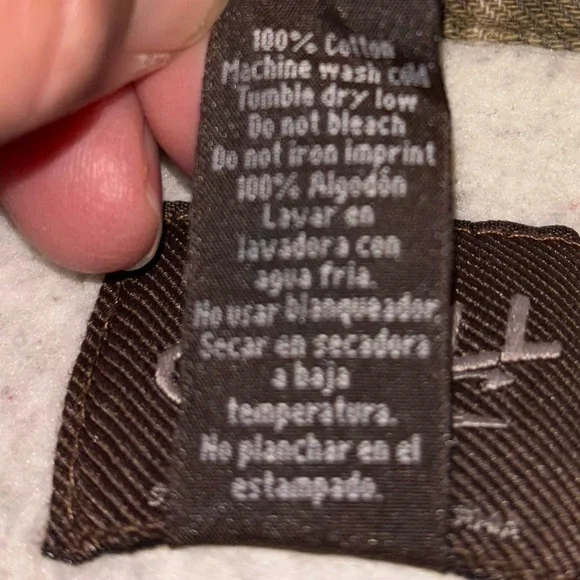 100% Cotton
Machine wash cold
Tumble dry low
Do not bleach
Do not iron imprint
100% Algodón
Lavar en
lavadora con
agua fria.
No usar blanqueador
Secar en secadora
a baja
temperatura.
No planchar en el
estampado.